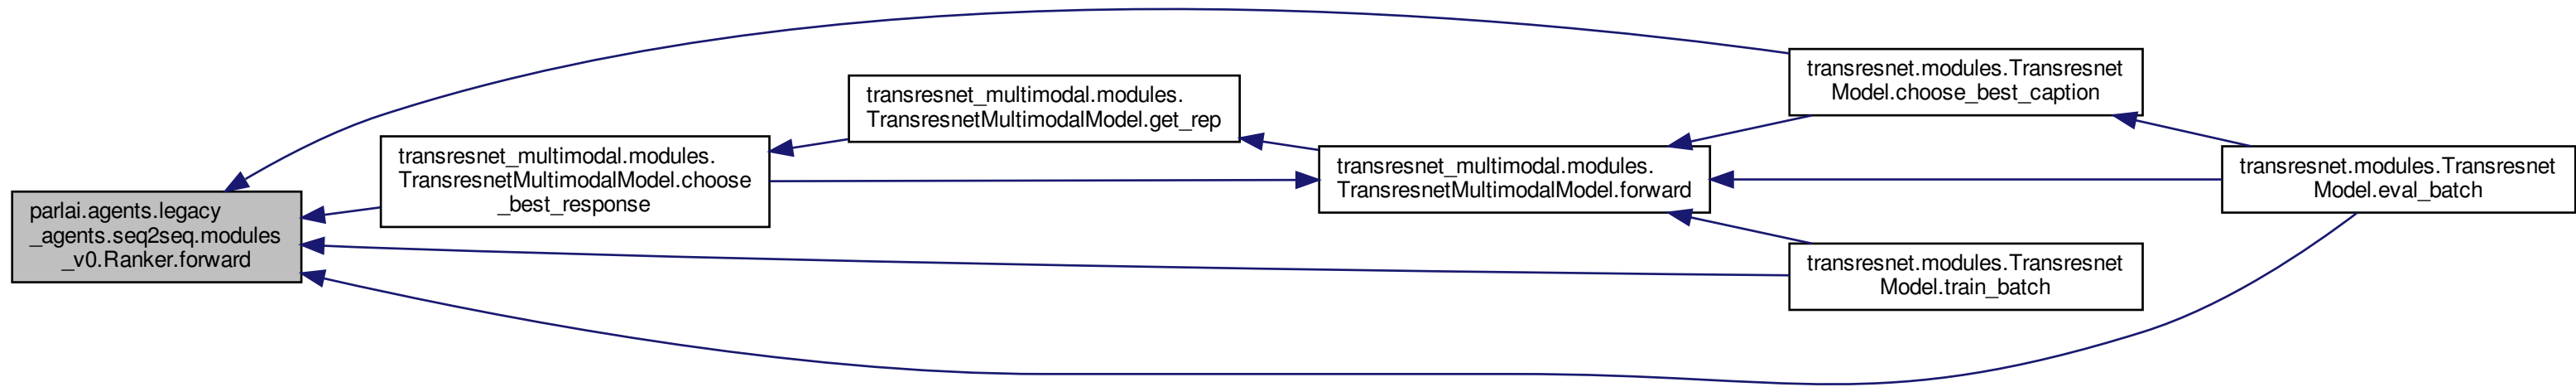 parlai.agents.legacy
_agents.seq2seq.modules
_v0.Ranker.forward
transresnet_multimodal.modules.
TransresnetMultimodalModel.choose
_best_response
transresnet_multimodal.modules.
TransresnetMultimodalModel.get_rep
transresnet_multimodal.modules.
TransresnetMultimodalModel.forward
transresnet.modules.Transresnet
Model.choose_best_caption
transresnet.modules.Transresnet
Model.eval_batch
transresnet.modules.Transresnet
Model.train_batch